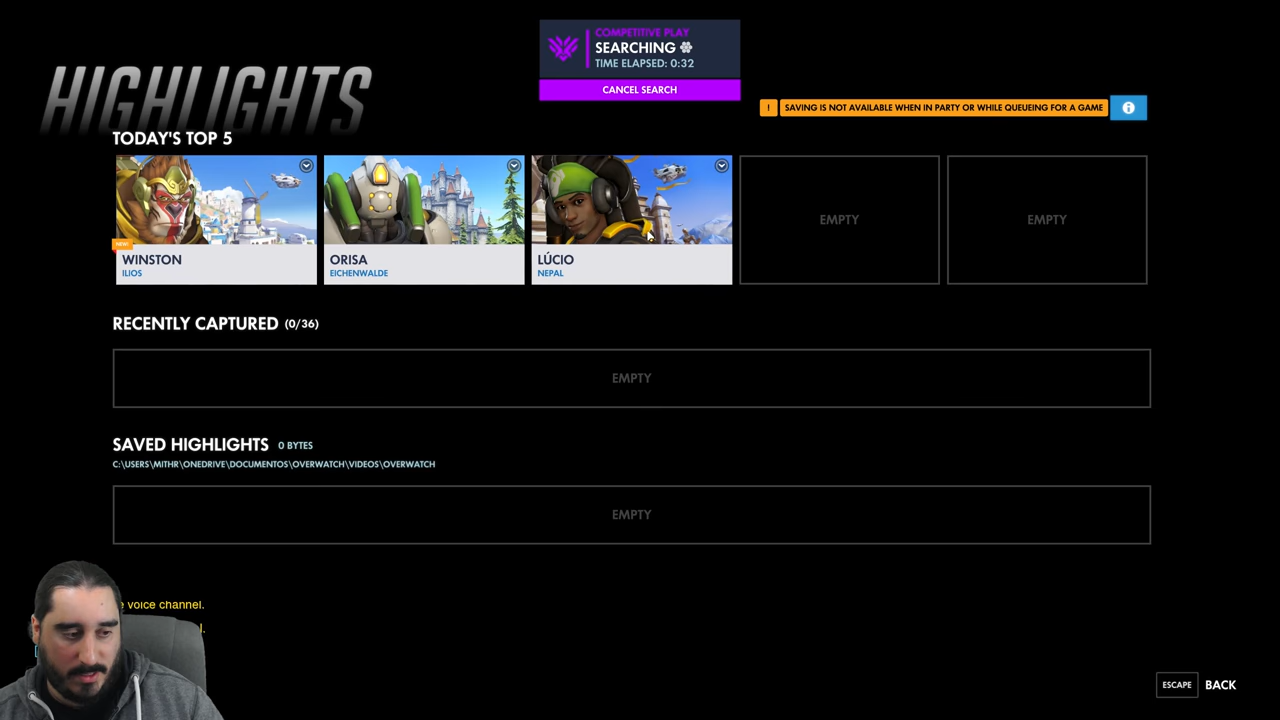 COMPETITIVE PLAY
SEARCHING
TIME ELAPSED: 0:32
CANCEL SEARCH
HIGHLIGHTS
! SAVING IS NOT AVAILABLE WHEN IN PARTY OR WHILE QUEUEING FOR A GAME
TODAY'S TOP 5
NEW!
WINSTON
ILIOS
ORISA
EICHENWALDE
LÚCIO
NEPAL
EMPTY
EMPTY
RECENTLY CAPTURED (0/36)
EMPTY
SAVED HIGHLIGHTS 0 BYTES
C:\USERS\MITHR\ONEDRIVE\DOCUMENTOS\OVERWATCH\VIDEOS\OVERWATCH
EMPTY
voice channel.
ESCAPE BACK